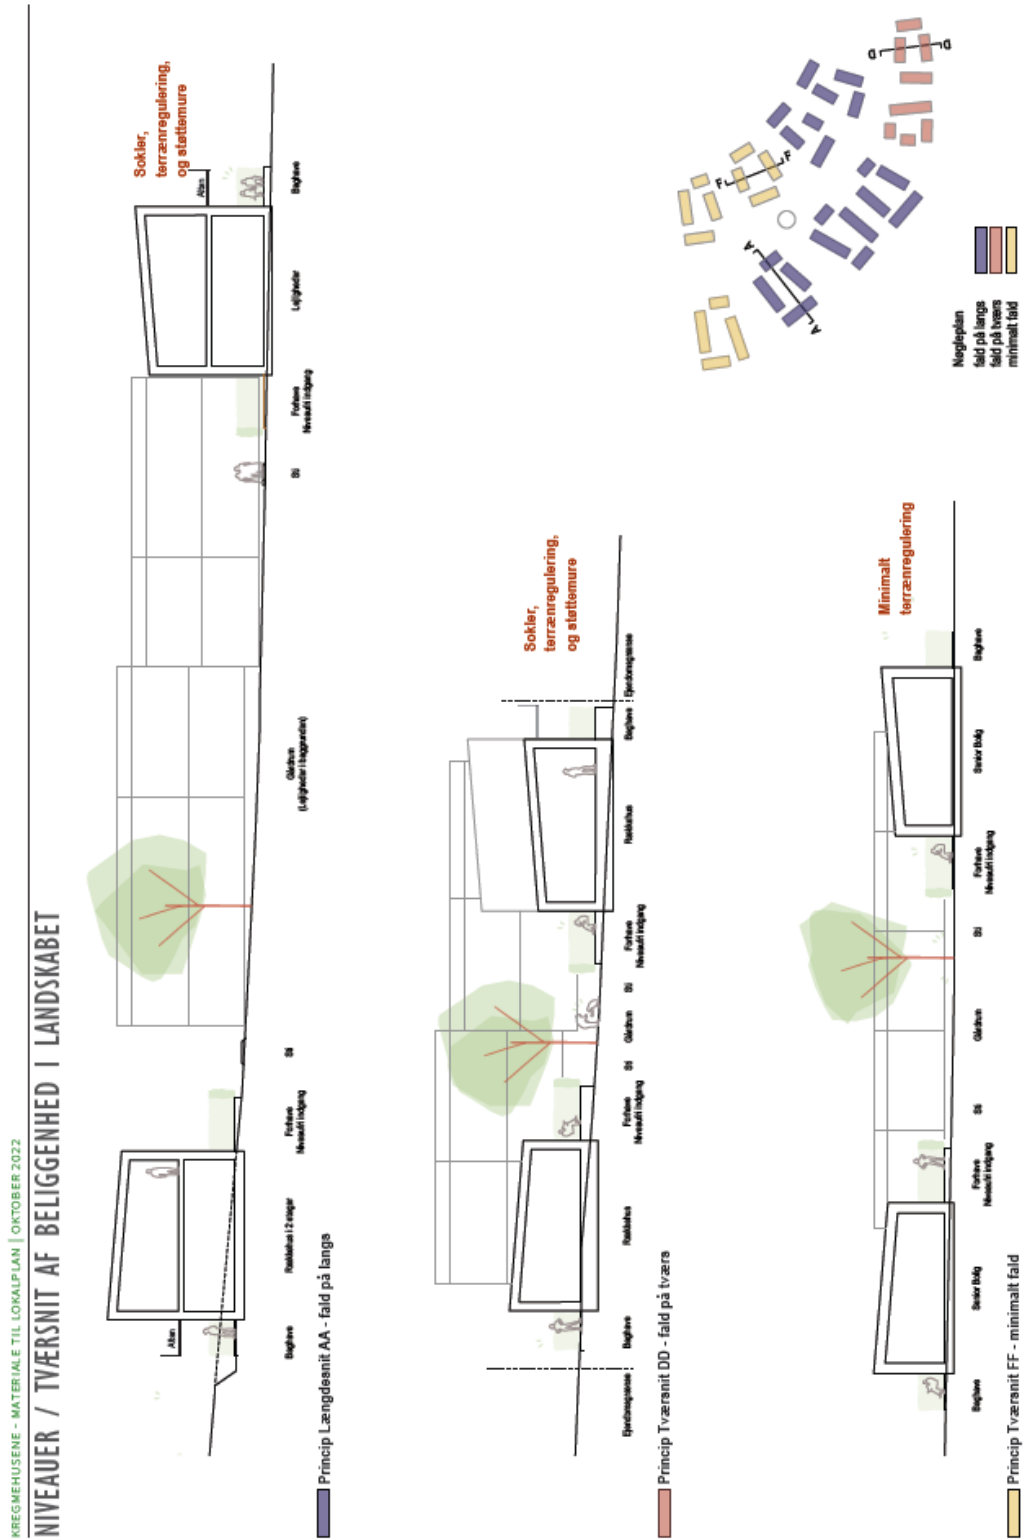 KREGMEHUSENE - MATERIALE TIL LOKALPLAN | OKTOBER 2022
NIVEAUER / TVÆRSNIT AF BELIGGENHED I LANDSKABET
Sokler,
terrænregulering,
og støttemure
Altan
Altan
Baghave
Rækkehus i 2 etager
Forhave
Niveaufri indgang
Sti
Gårdrum
(Lejligheder i baggrunden)
Sti
Forhave
Niveaufri indgang
Lejligheder
Baghave
Princip Længdesnit AA - fald på langs
Sokler,
terrænregulering,
og støttemure
Ejendomsgrænse
Baghave
Rækkehus
Forhave
Niveaufri indgang
Sti
Gårdrum
Sti
Forhave
Niveaufri indgang
Rækkehus
Baghave
Ejendomsgrænse
Princip Tværsnit DD - fald på tværs
Minimalt
terrænregulering
Baghave
Senior Bolig
Forhave
Niveaufri indgang
Sti
Gårdrum
Sti
Forhave
Niveaufri indgang
Senior Bolig
Baghave
Princip Tværsnit FF - minimalt fald
A
A
F
F
D
D
Nøgleplan
fald på langs
fald på tværs
minimalt fald